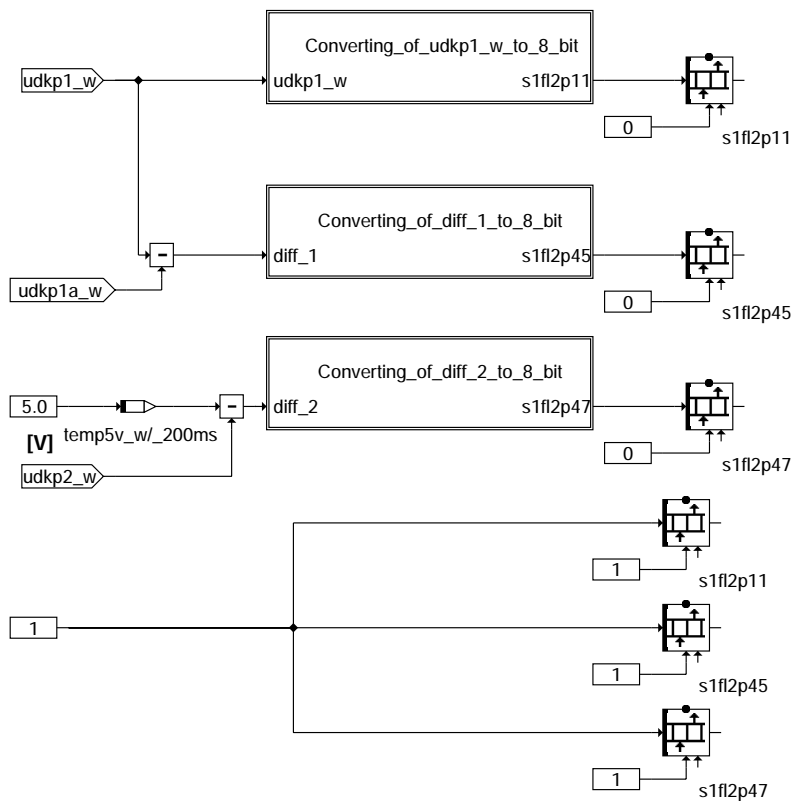 Converting_of_udkp1_w_to_8_bit
udkp1_w
udkp1_w
s1fl2p11
0
s1fl2p11
Converting_of_diff_1_to_8_bit
-
diff_1
s1fl2p45
udkp1a_w
0
s1fl2p45
Converting_of_diff_2_to_8_bit
5.0
-
diff_2
s1fl2p47
[V]
temp5v_w/_200ms
udkp2_w
0
s1fl2p47
1
s1fl2p11
1
1
s1fl2p45
1
s1fl2p47